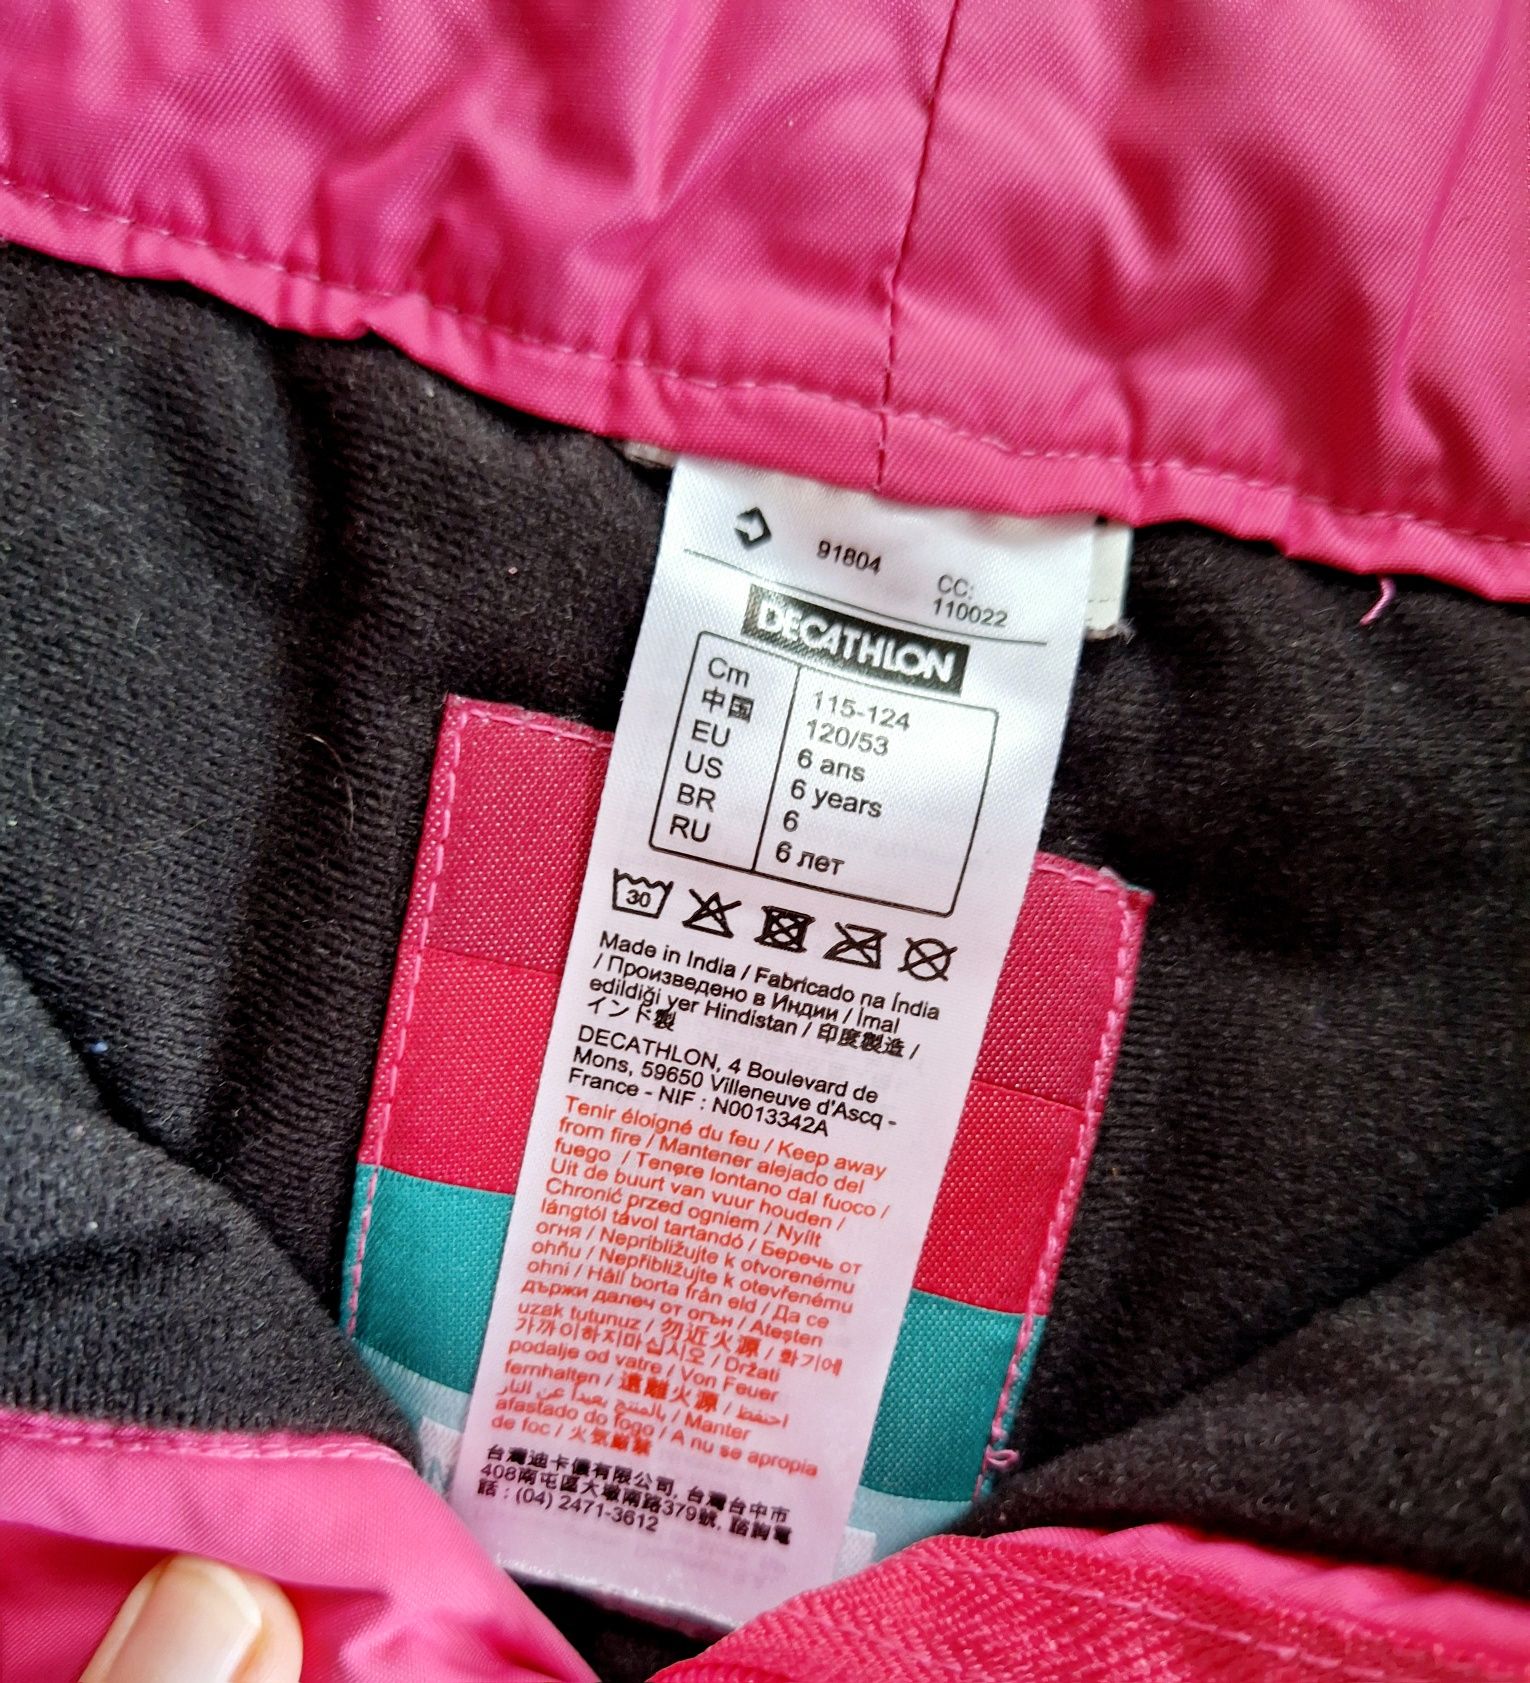 91804
CC:
110022
DECATHLON
Cm 115-124
中国 120/53
EU 6 ans
US 6 years
BR 6
RU 6 лет
30
Made in India / Fabricado na Índia
/ Произведено в Индии / İmal
edildiği yer Hindistan / 印度製造 /
インド製
DECATHLON, 4 Boulevard de
Mons, 59650 Villeneuve d'Ascq -
France - NIF : N0013342A
Tenir éloigné du feu / Keep away
from fire / Mantener alejado del
fuego / Tenere lontano dal fuoco /
Uit de buurt van vuur houden /
Chronić przed ogniem / Nyílt
lángtól távol tartandó / Беречь от
огня / Nepribližujte k otvorenému
ohňu / Nepřibližujte k otevřenému
ohni / Håll borta från eld / Да се
държи далеч от огън / Ateşten
uzak tutunuz / 勿近火源 / 화기에
가까이하지마십시오 / Držati
podalje od vatre / Von Feuer
fernhalten / 遠離火源 / احتفظ
بالمنتج بعيداً عن النار / Manter
afastado do fogo / A nu se apropia
de foc / 火気厳禁
台灣迪卡儂有限公司, 台灣台中市
408南屯區大墩南路379號, 諮詢電
話 : (04) 2471-3612